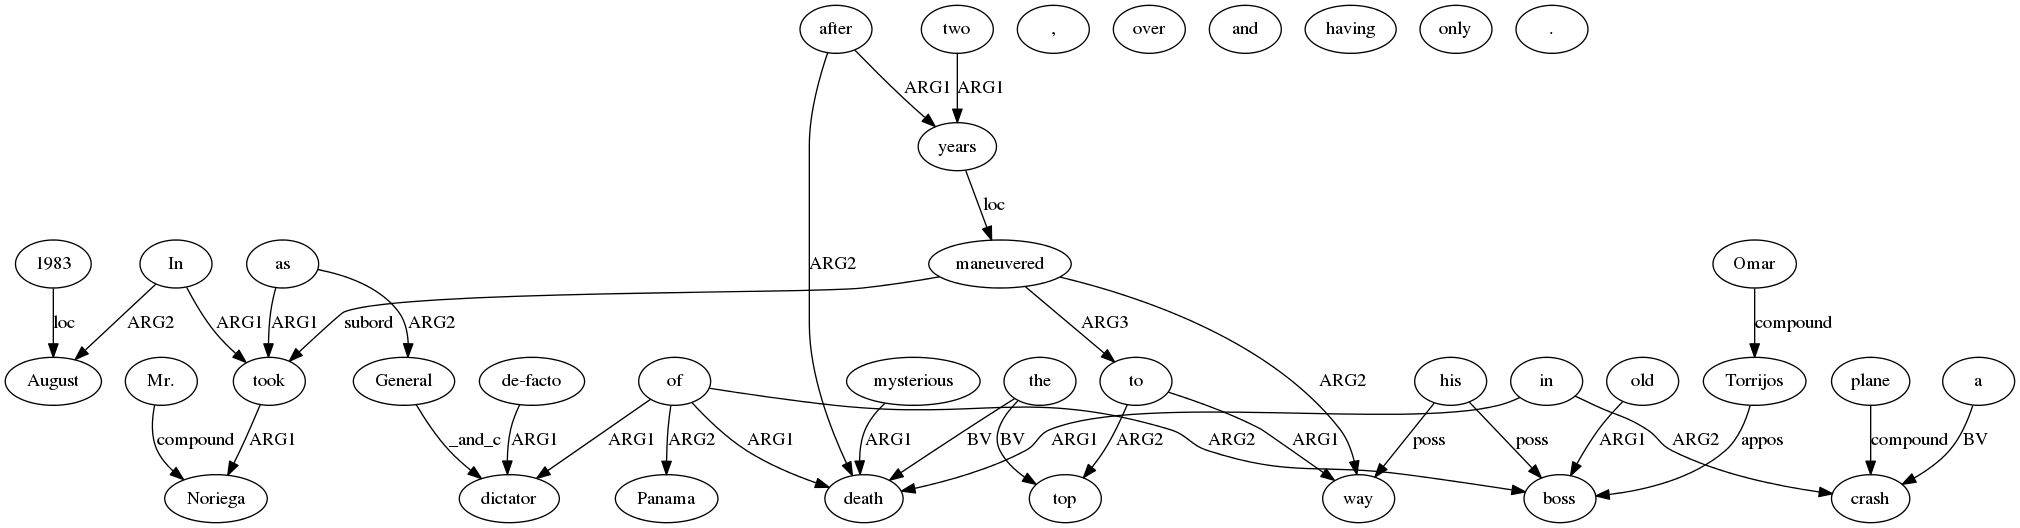 after two , over and having only .
ARG1 ARG1
years
loc
ARG2
1983 In as maneuvered Omar
loc ARG2 ARG1 ARG1 ARG2 subord ARG3 compound
August Mr. took General de-facto of mysterious the to ARG2 his in old Torrijos plane a
compound ARG1 _and_c ARG1 ARG1 ARG2 ARG1 ARG1 BV BV ARG1 ARG2 ARG2 ARG1 poss poss ARG1 ARG2 appos compound BV
Noriega dictator Panama death top way boss crash